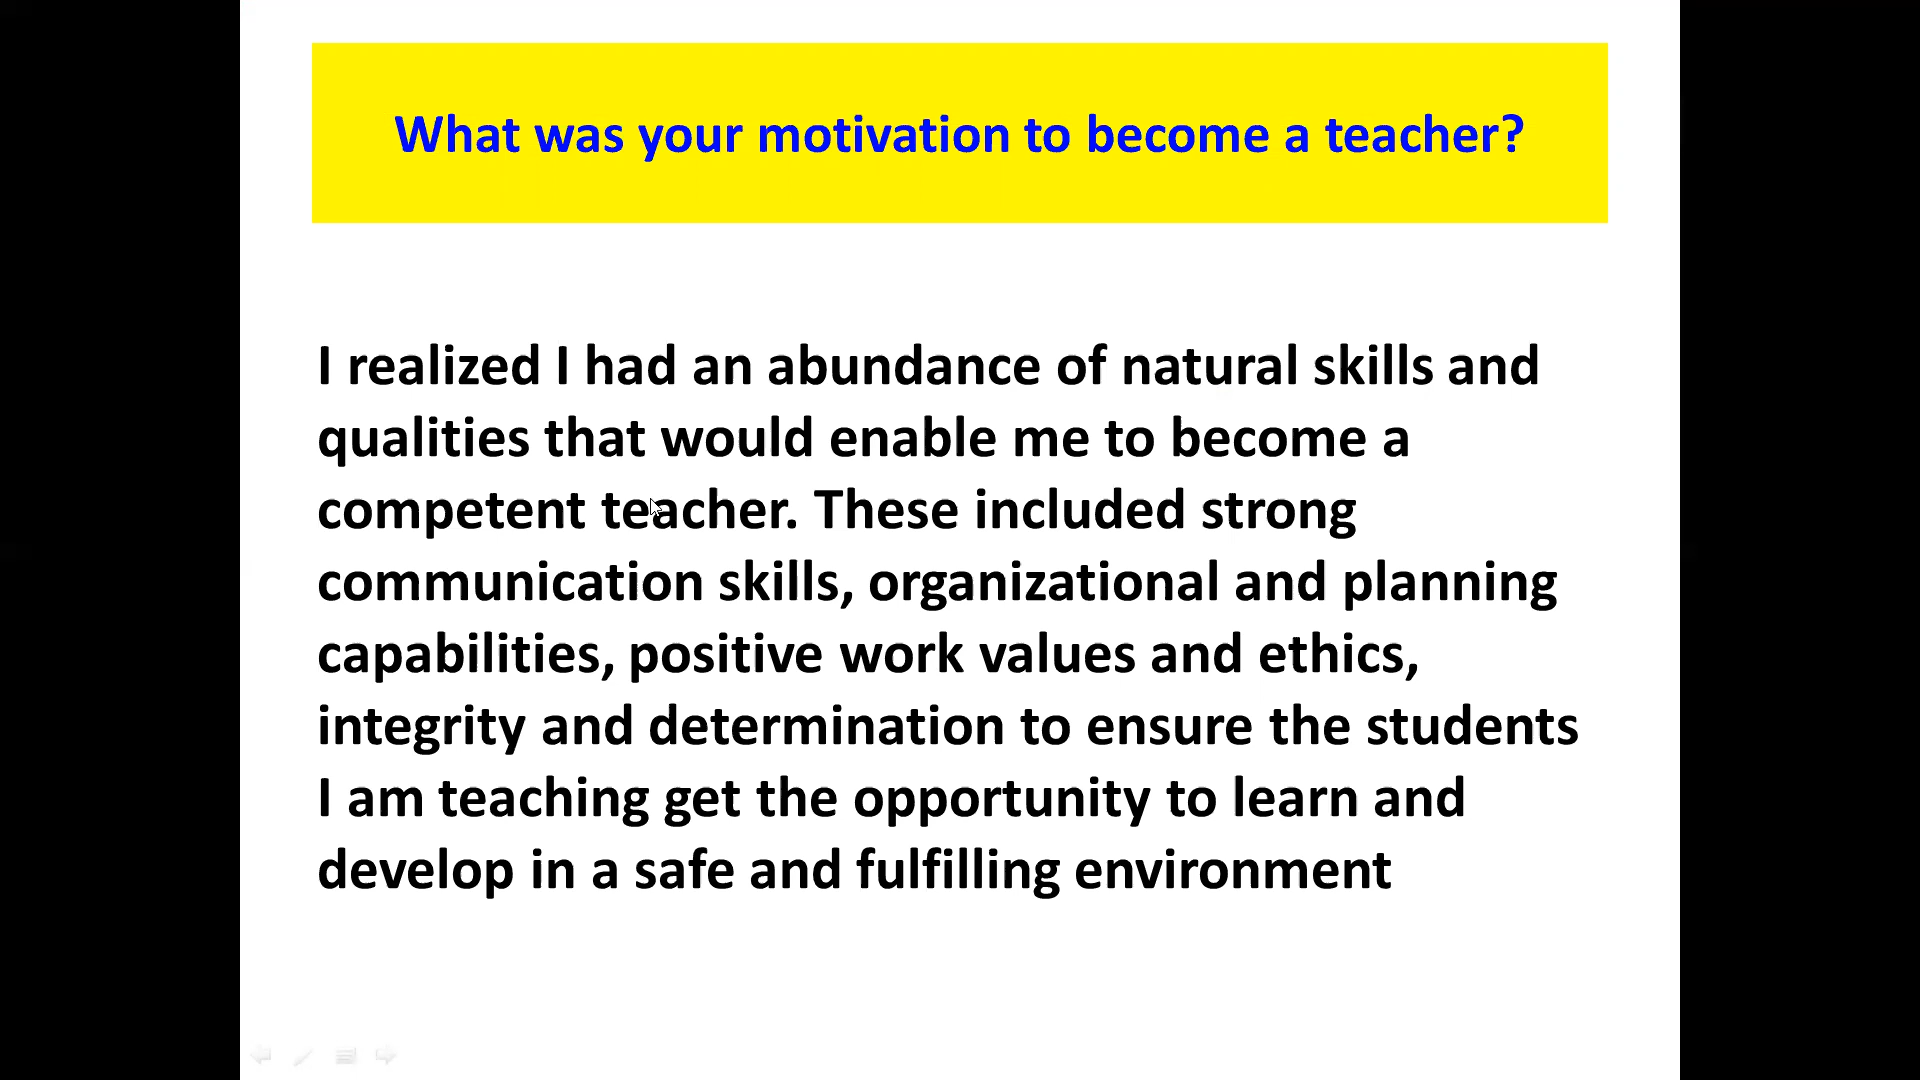 What was your motivation to become a teacher?
I realized I had an abundance of natural skills and
qualities that would enable me to become a
competent teacher. These included strong
communication skills, organizational and planning
capabilities, positive work values and ethics,
integrity and determination to ensure the students
I am teaching get the opportunity to learn and
develop in a safe and fulfilling environment